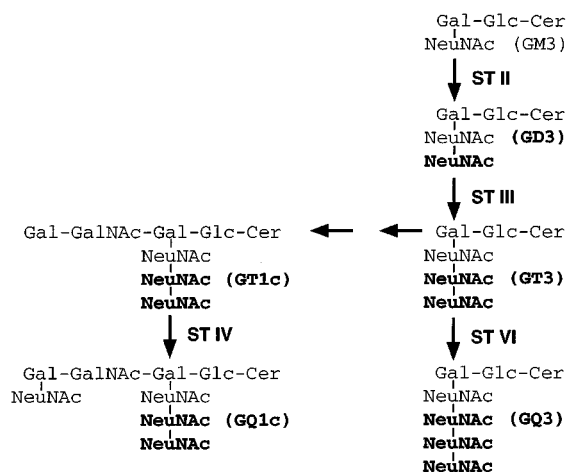 Gal-Glc-Cer
NeuNAc (GM3)
ST II
Gal-Glc-Cer
NeuNAc (GD3)
NeuNAc
ST III
Gal-GalNAc-Gal-Glc-Cer
NeuNAc
NeuNAc (GT1c)
NeuNAc
Gal-Glc-Cer
NeuNAc
NeuNAc (GT3)
NeuNAc
ST IV
ST VI
Gal-GalNAc-Gal-Glc-Cer
NeuNAc NeuNAc
NeuNAc (GQ1c)
NeuNAc
Gal-Glc-Cer
NeuNAc
NeuNAc (GQ3)
NeuNAc
NeuNAc